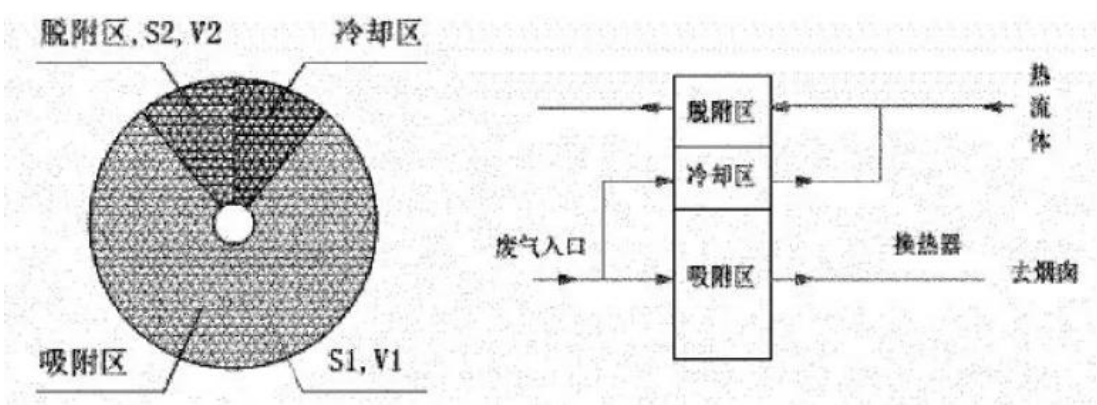 脱附区,S2,V2
冷却区
吸附区
S1,V1
脱附区
冷却区
吸附区
热流体
废气入口
换热器
去烟囱